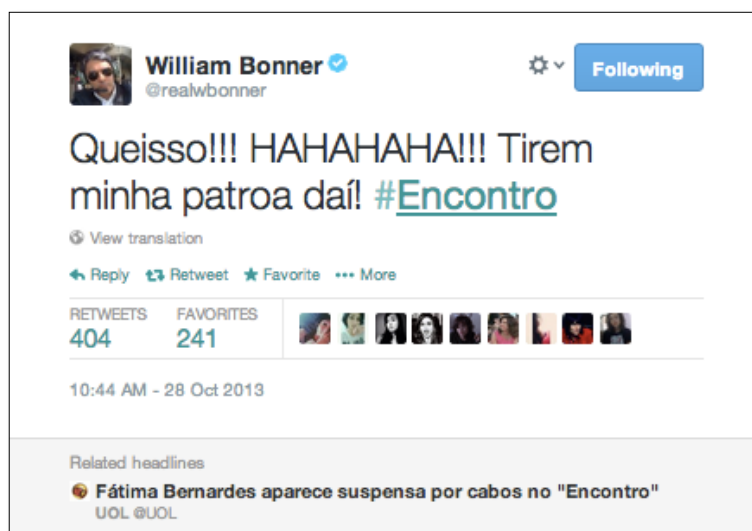 William Bonner
@realwbonner
Following
Queisso!!! HAHAHAHA!!! Tirem
minha patroa daí! #Encontro
View translation
Reply Retweet Favorite More
RETWEETS FAVORITES
404 241
10:44 AM - 28 Oct 2013
Related headlines
Fátima Bernardes aparece suspensa por cabos no "Encontro"
UOL @UOL